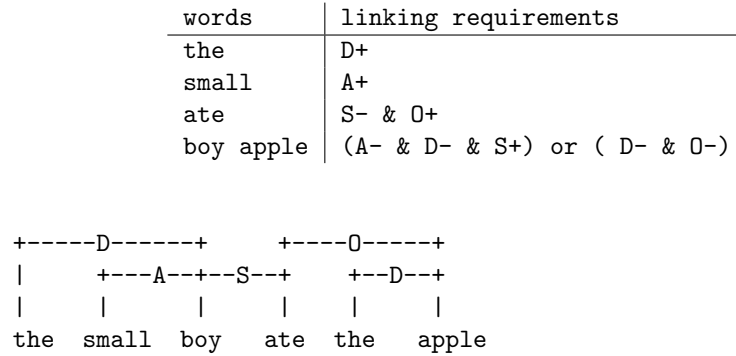 words | linking requirements
the | D+
small | A+
ate | S- & O+
boy apple | (A- & D- & S+) or ( D- & O-)
+------D------+     +----O-----+
|     +---A--+--S--+    +--D--+
|     |      |     |    |     |
the  small  boy   ate  the   apple